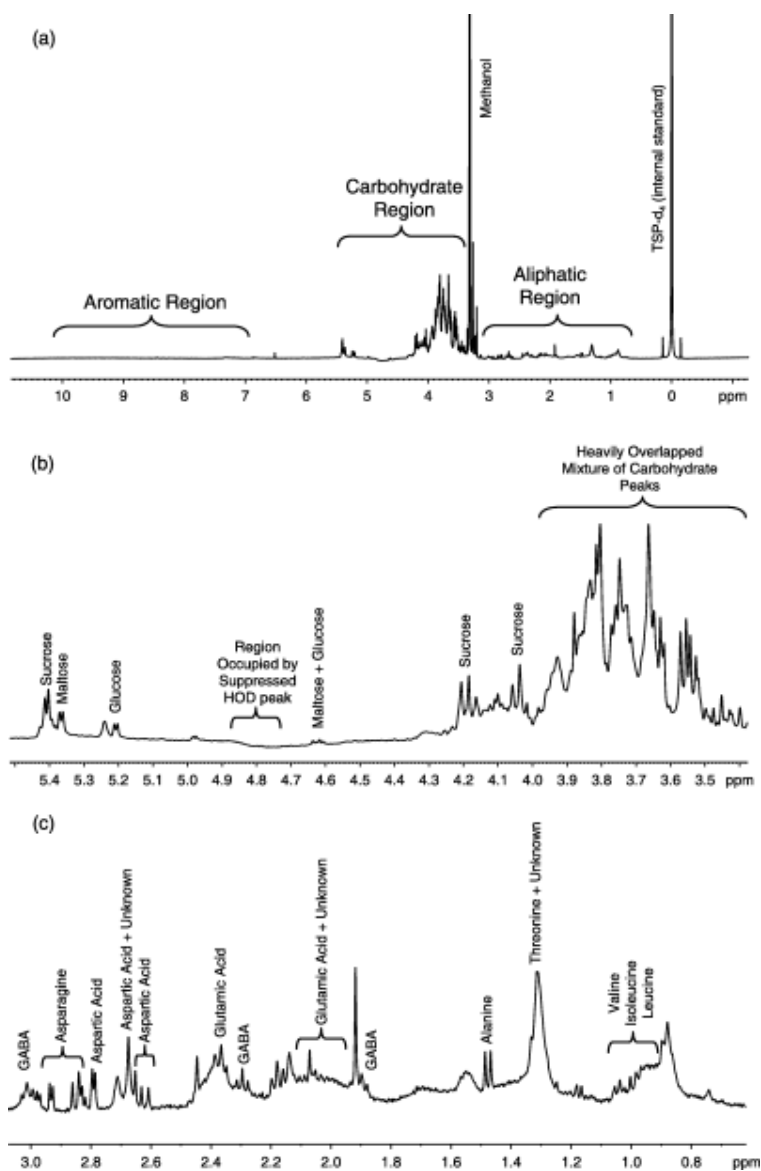 (a)
Methanol
TSP-d4 (internal standard)
Carbohydrate
Region
Aromatic Region
Aliphatic
Region
10 9 8 7 6 5 4 3 2 1 0 ppm
(b)
Heavily Overlapped
Mixture of Carbohydrate
Peaks
Sucrose
Maltose
Glucose
Region
Occupied by
Suppressed
HOD peak
Maltose + Glucose
Sucrose
Sucrose
5.4 5.3 5.2 5.1 5.0 4.9 4.8 4.7 4.6 4.5 4.4 4.3 4.2 4.1 4.0 3.9 3.8 3.7 3.6 3.5 ppm
(c)
GABA
Asparagine
Aspartic Acid
Aspartic Acid + Unknown
Aspartic Acid
Glutamic Acid
GABA
Glutamic Acid + Unknown
GABA
Alanine
Threonine + Unknown
Valine
Isoleucine
Leucine
3.0 2.8 2.6 2.4 2.2 2.0 1.8 1.6 1.4 1.2 1.0 0.8 ppm